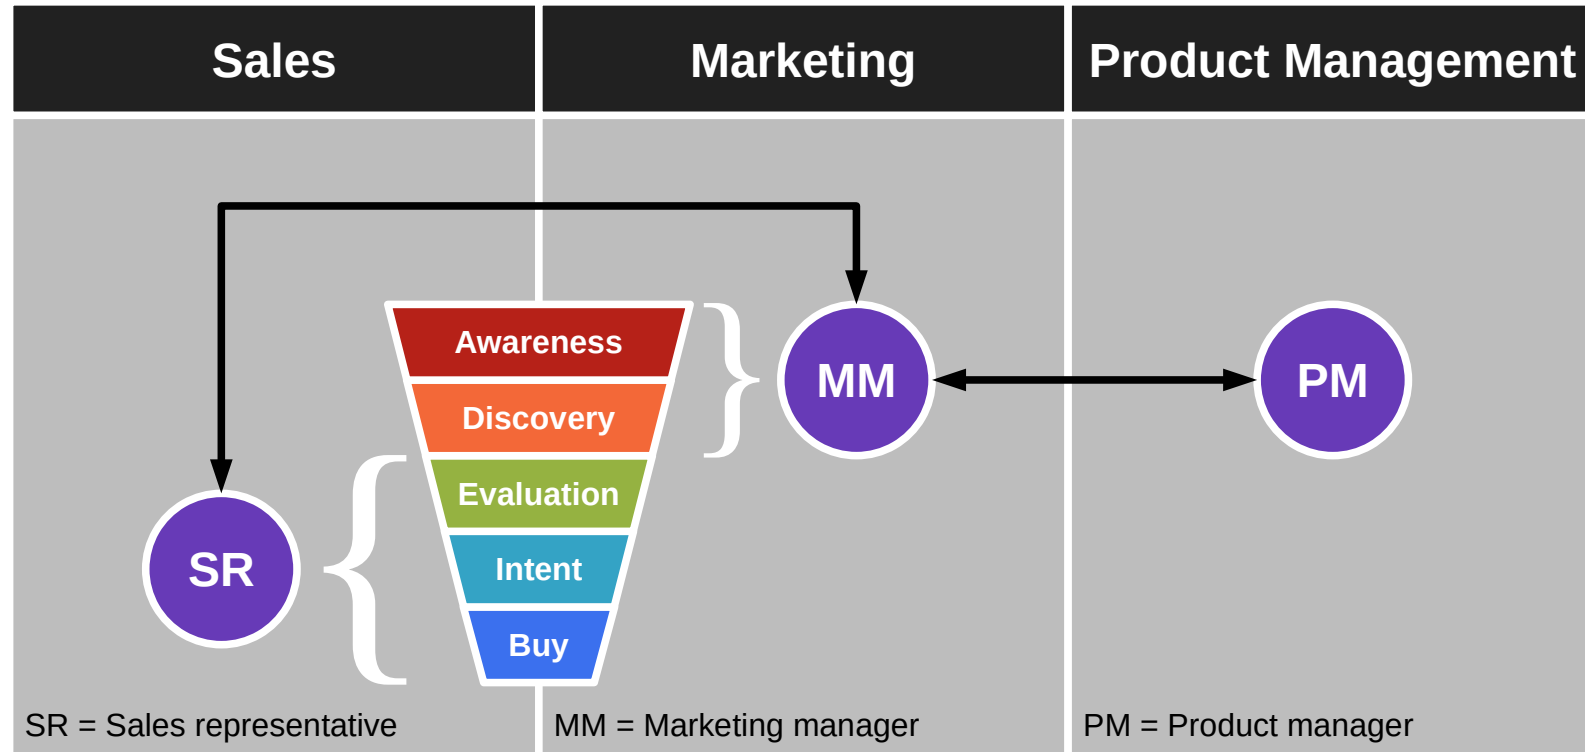 Sales
Marketing
Product Management
Awareness
Discovery
Evaluation
Intent
Buy
MM
PM
SR
SR = Sales representative
MM = Marketing manager
PM = Product manager